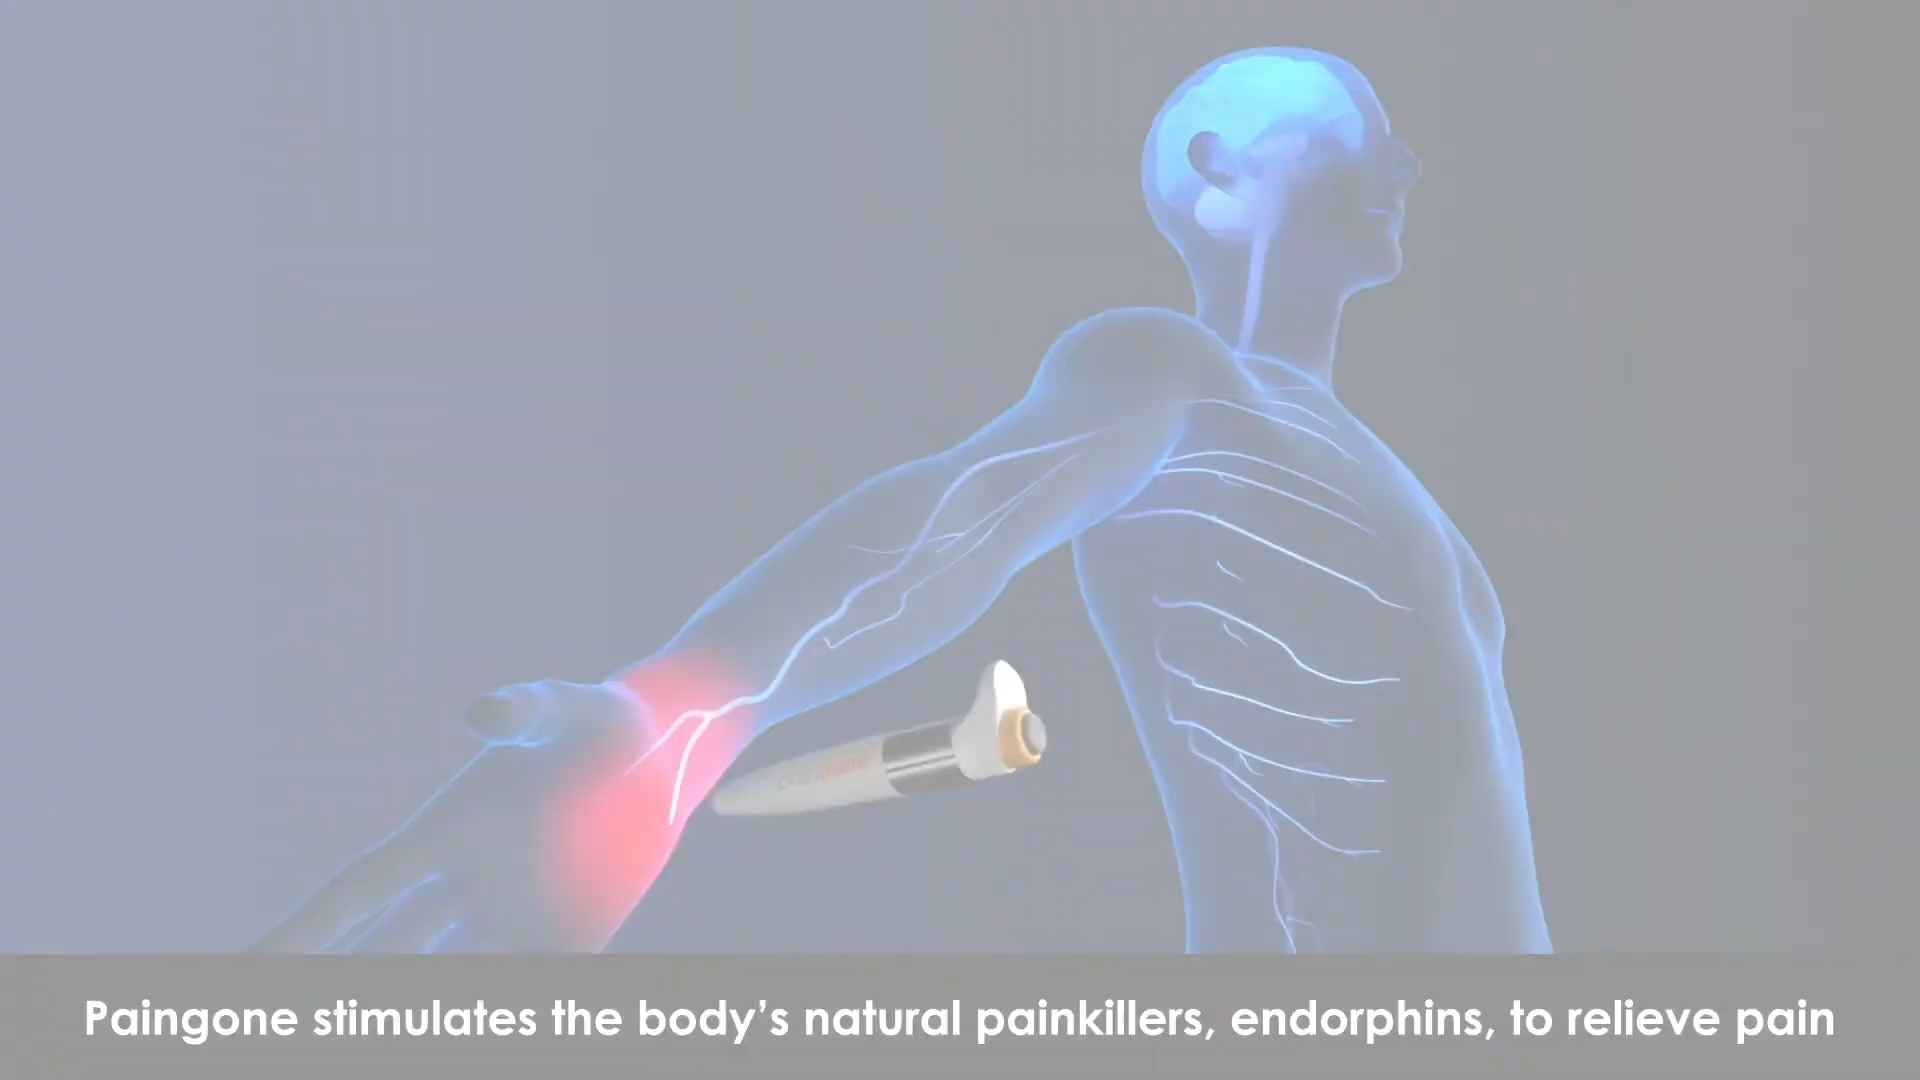 Paingone stimulates the body’s natural painkillers, endorphins, to relieve pain